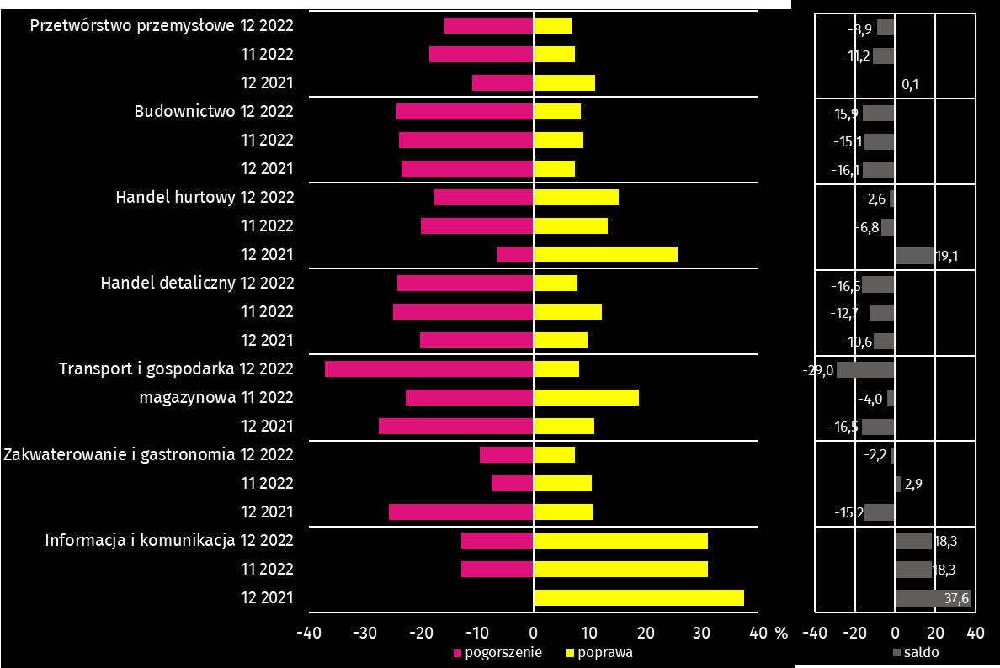 Przetwórstwo przemysłowe 12 2022 -8,9
11 2022 -11,2
12 2021 0,1
Budownictwo 12 2022 -15,9
11 2022 -15,1
12 2021 -16,1
Handel hurtowy 12 2022 -2,6
11 2022 -6,8
12 2021 19,1
Handel detaliczny 12 2022 -16,5
11 2022 -12,7
12 2021 -10,6
Transport i gospodarka 12 2022 -29,0
magazynowa 11 2022 -4,0
12 2021 -16,5
Zakwaterowanie i gastronomia 12 2022 -2,2
11 2022 2,9
12 2021 -15,2
Informacja i komunikacja 12 2022 18,3
11 2022 18,3
12 2021 37,6
-40 -30 -20 -10 0 10 20 30 40 % -40 -20 0 20 40
pogorszenie poprawa saldo